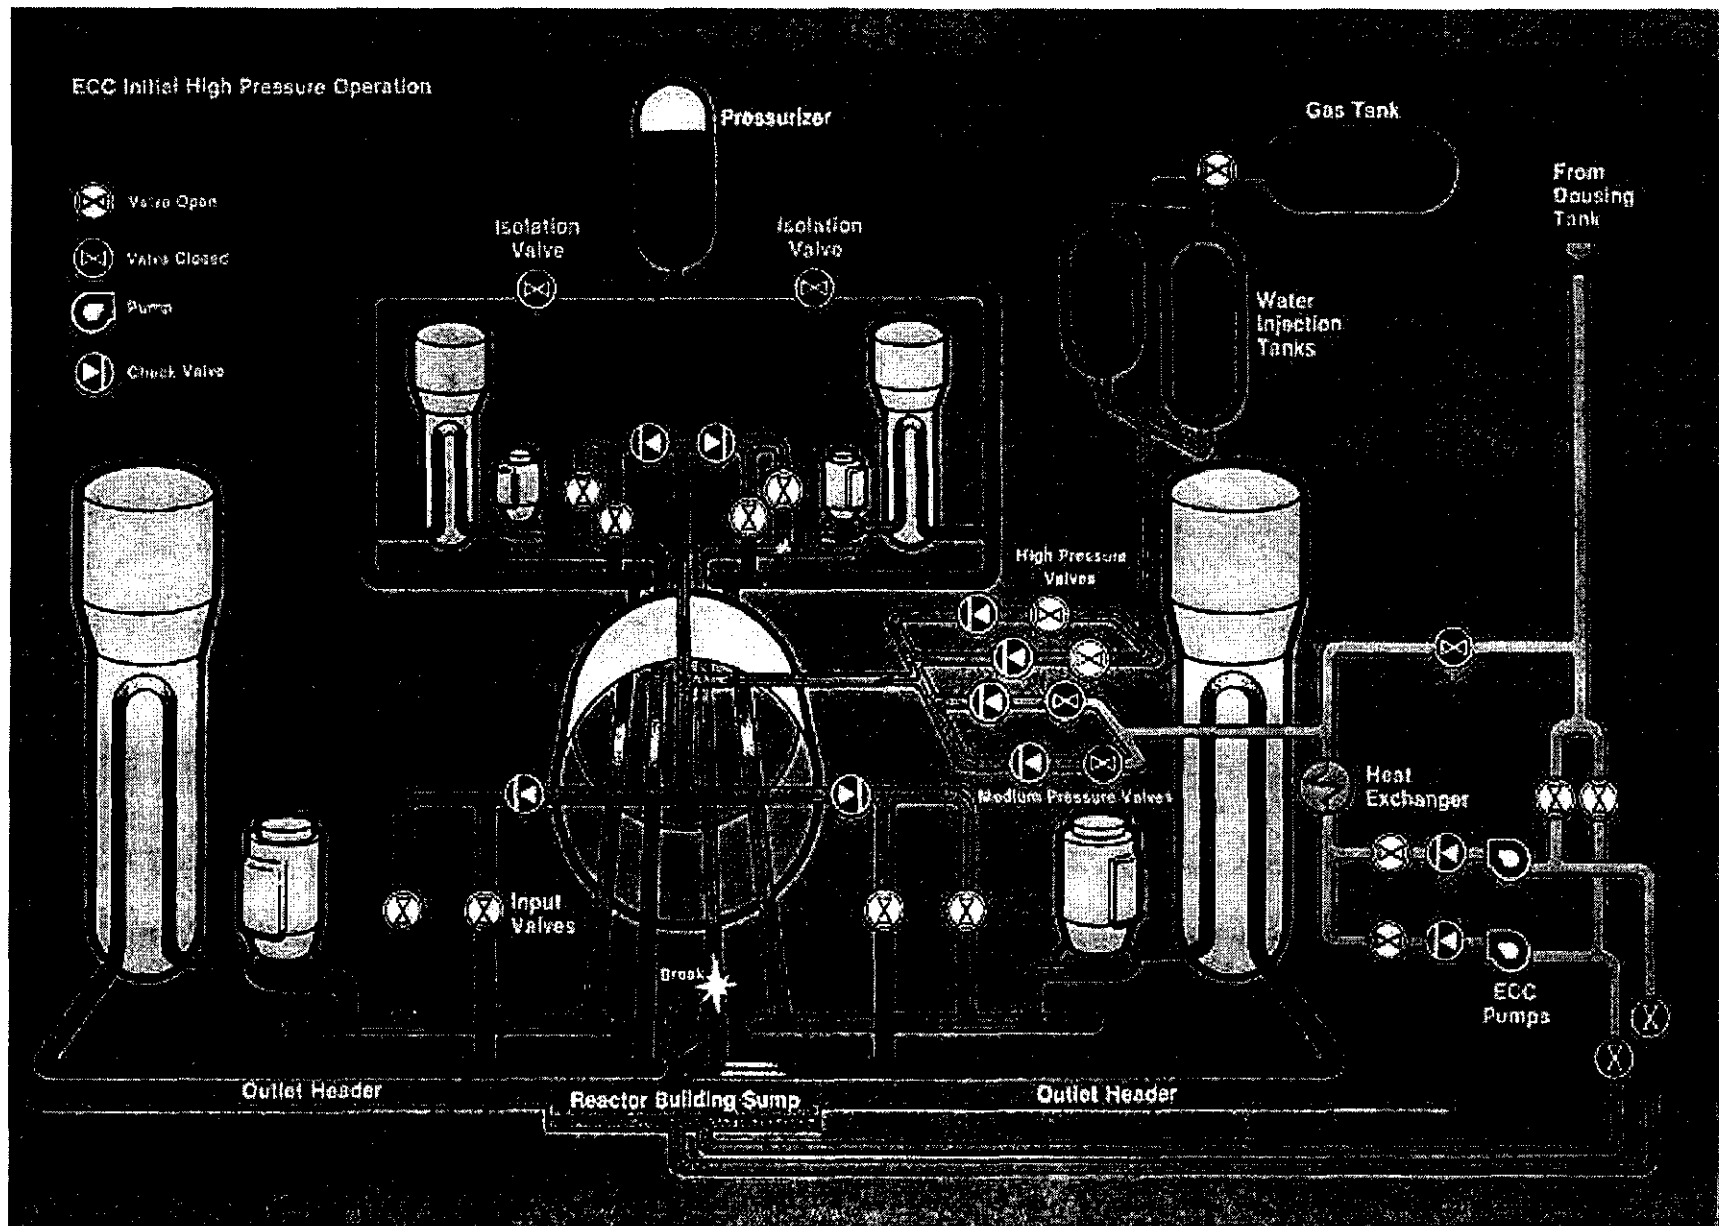 ECC Initial High Pressure Operation
Pressurizer
Gas Tank
Valve Open
Valve Closed
Pump
Check Valve
Isolation
Valve
Isolation
Valve
From
Dousing
Tank
Water
Injection
Tanks
High Pressure
Valves
Medium Pressure Valves
Heat
Exchanger
Input
Valves
Break
ECC
Pumps
Outlet Header
Reactor Building Sump
Outlet Header